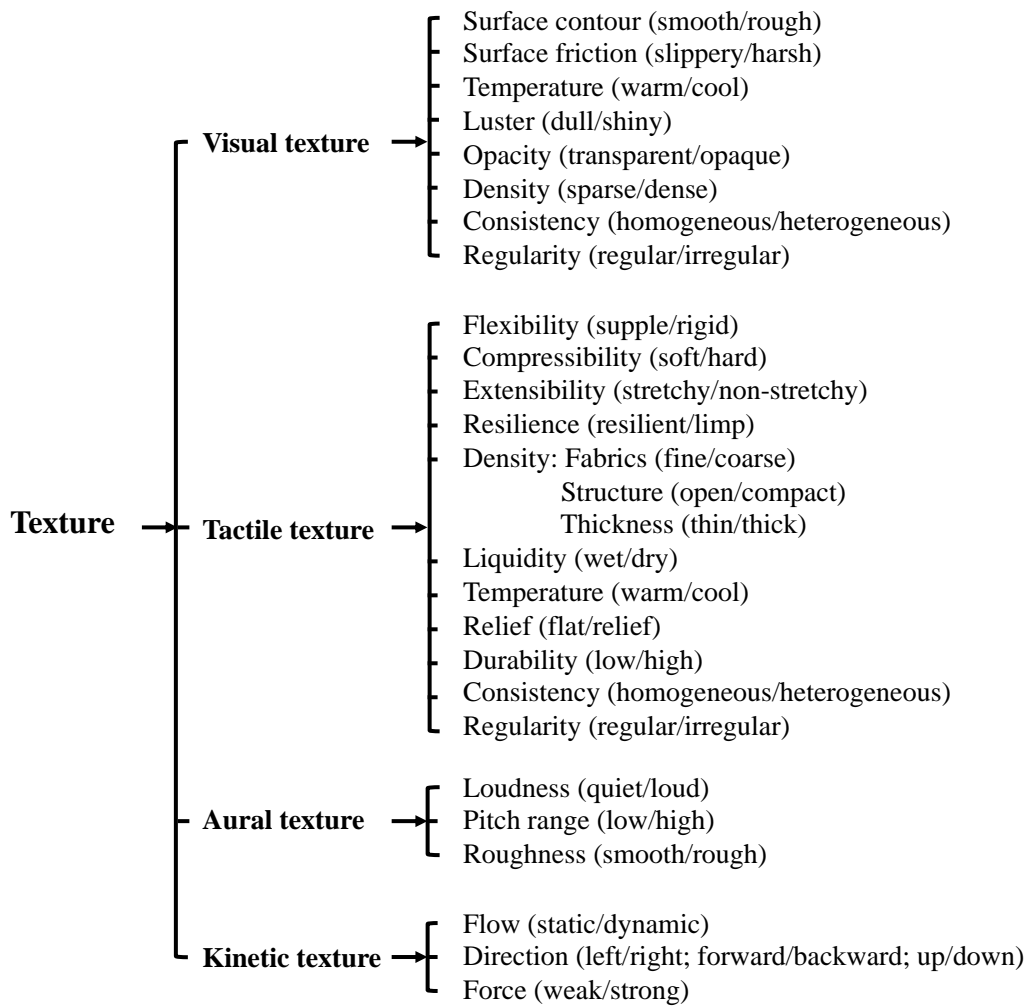 Surface contour (smooth/rough)
Surface friction (slippery/harsh)
Temperature (warm/cool)
Luster (dull/shiny)
Visual texture
Opacity (transparent/opaque)
Density (sparse/dense)
Consistency (homogeneous/heterogeneous)
Regularity (regular/irregular)
Flexibility (supple/rigid)
Compressibility (soft/hard)
Extensibility (stretchy/non-stretchy)
Resilience (resilient/limp)
Density: Fabrics (fine/coarse)
Structure (open/compact)
Thickness (thin/thick)
Texture
Tactile texture
Liquidity (wet/dry)
Temperature (warm/cool)
Relief (flat/relief)
Durability (low/high)
Consistency (homogeneous/heterogeneous)
Regularity (regular/irregular)
Loudness (quiet/loud)
Aural texture
Pitch range (low/high)
Roughness (smooth/rough)
Flow (static/dynamic)
Kinetic texture
Direction (left/right; forward/backward; up/down)
Force (weak/strong)